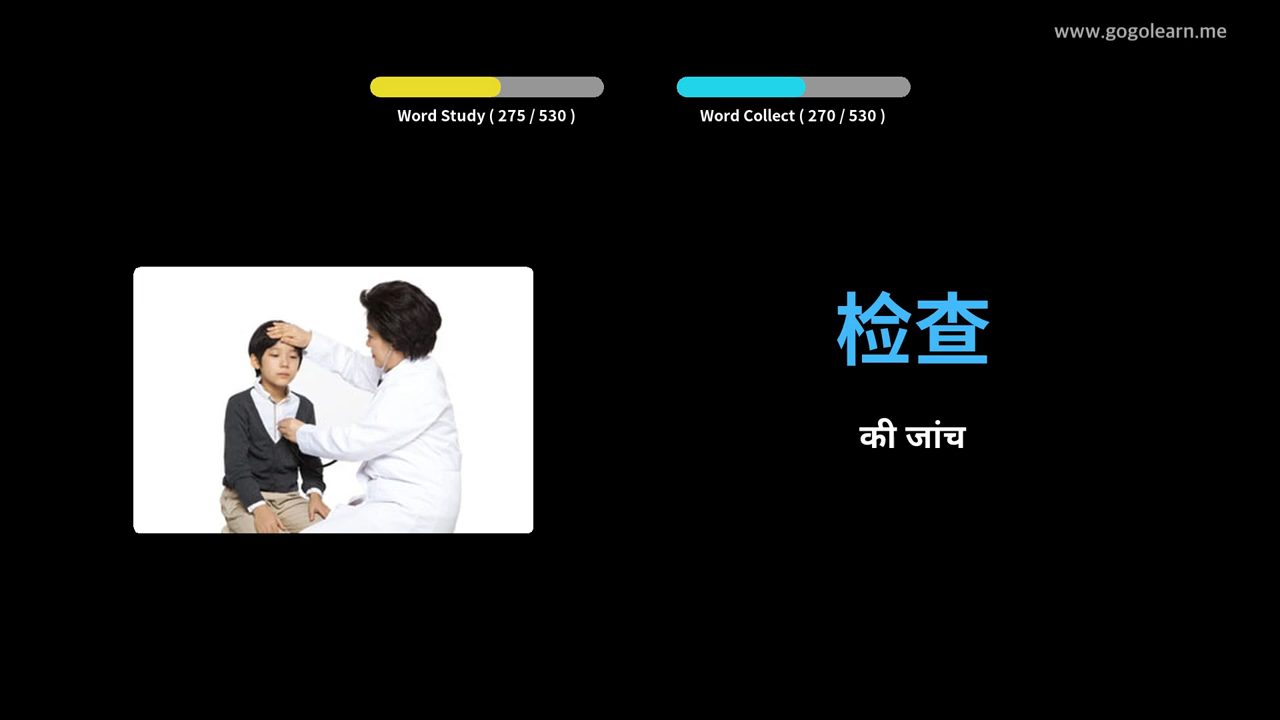 www.gogolearn.me
Word Study ( 275 / 530 )
Word Collect ( 270 / 530 )
检查
की जांच